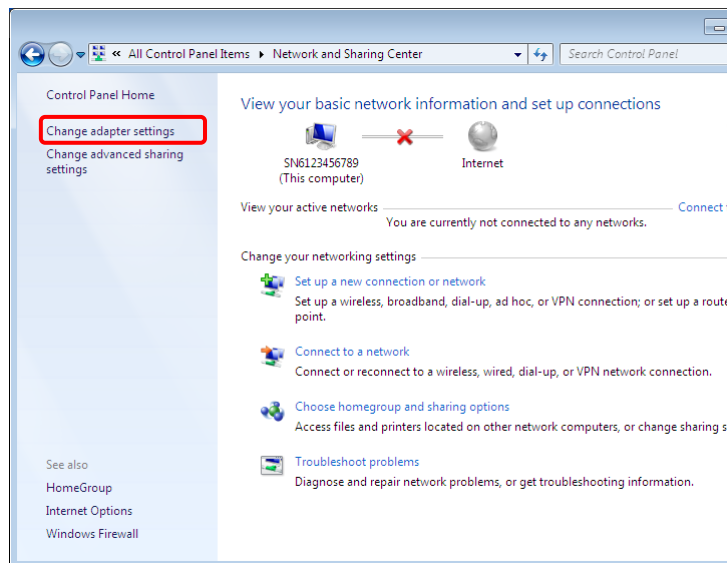 « All Control Panel Items ▸ Network and Sharing Center
Search Control Panel
Control Panel Home
Change adapter settings
Change advanced sharing
settings
See also
HomeGroup
Internet Options
Windows Firewall
View your basic network information and set up connections
SN6123456789
(This computer)
Internet
View your active networks
Connect
You are currently not connected to any networks.
Change your networking settings
Set up a new connection or network
Set up a wireless, broadband, dial-up, ad hoc, or VPN connection; or set up a route
point.
Connect to a network
Connect or reconnect to a wireless, wired, dial-up, or VPN network connection.
Choose homegroup and sharing options
Access files and printers located on other network computers, or change sharing s
Troubleshoot problems
Diagnose and repair network problems, or get troubleshooting information.